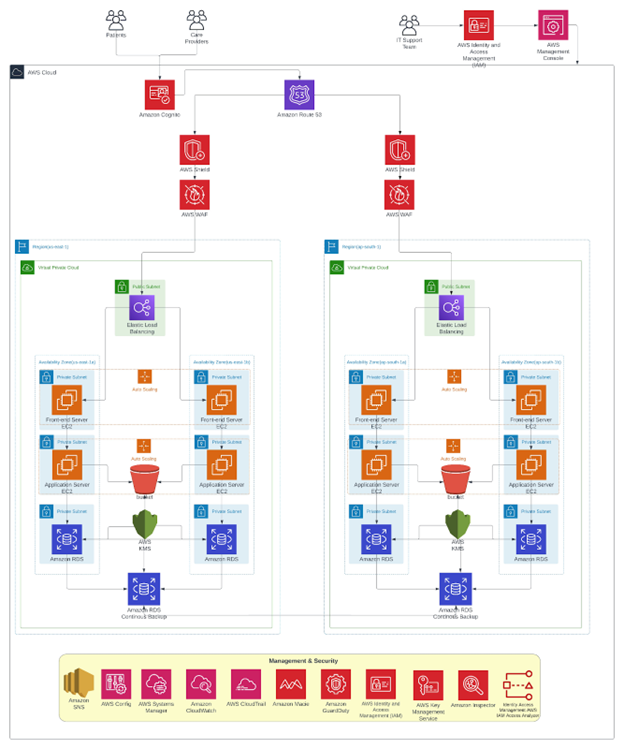 Patients
Care
Providers
IT Support
Team
AWS Identity and
Access
Management
(IAM)
AWS
Management
Console
AWS Cloud
Amazon Cognito
53
Amazon Route 53
AWS Shield
AWS Shield
AWS WAF
AWS WAF
Region(us-east 1)
Region(ap-south 1)
Virtual Private Cloud
Virtual Private Cloud
Public Subnet
Public Subnet
Elastic Load
Balancing
Elastic Load
Balancing
Availability Zone(us-east 1a)
Availability Zone(us-east 1b)
Availability Zone(ap-south 1a)
Availability Zone(ap-south 1b)
Private Subnet
Private Subnet
Private Subnet
Private Subnet
Auto Scaling
Auto Scaling
Front-end Server
EC2
Front-end Server
EC2
Front-end Server
EC2
Front-end Server
EC2
Private Subnet
Private Subnet
Private Subnet
Private Subnet
Auto Scaling
Auto Scaling
Application Server
EC2
bucket
Application Server
EC2
Application Server
EC2
bucket
Application Server
EC2
Private Subnet
Private Subnet
Private Subnet
Private Subnet
AWS
KMS
AWS
KMS
Amazon RDS
Amazon RDS
Amazon RDS
Amazon RDS
Amazon RDS
Continous Backup
Amazon RDS
Continous Backup
Management & Security
Amazon
SNS
AWS Config
AWS Systems
Manager
Amazon
CloudWatch
AWS CloudTrail
Amazon Macie
Amazon
GuardDuty
AWS Identity and
Access
Management (IAM)
AWS Key
Management
Service
Amazon Inspector
Identity Access
Management AWS
IAM Access Analyzer